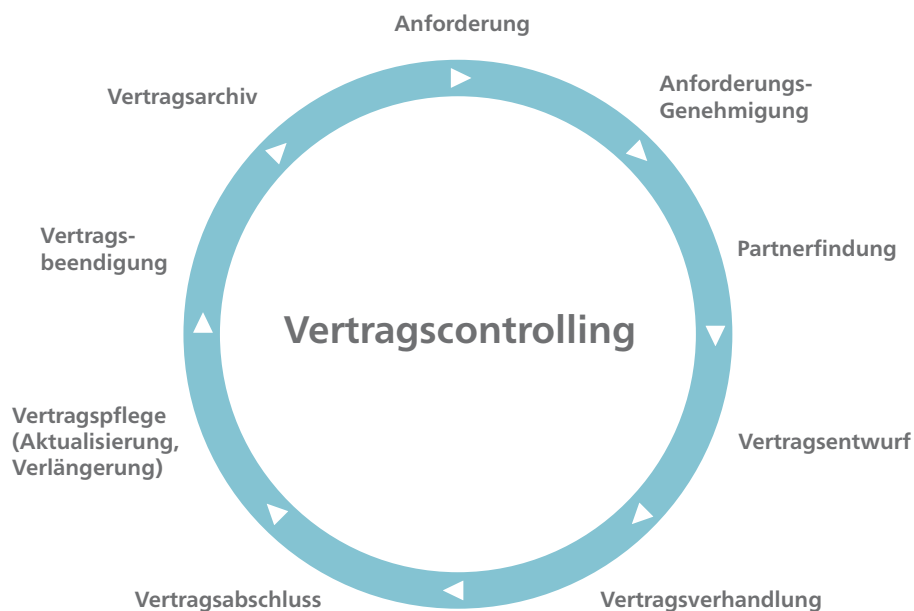 Anforderung
Anforderungs-
Genehmigung
Partnerfindung
Vertragsentwurf
Vertragsverhandlung
Vertragsabschluss
Vertragspflege
(Aktualisierung,
Verlängerung)
Vertrags-
beendigung
Vertragsarchiv
Vertragscontrolling